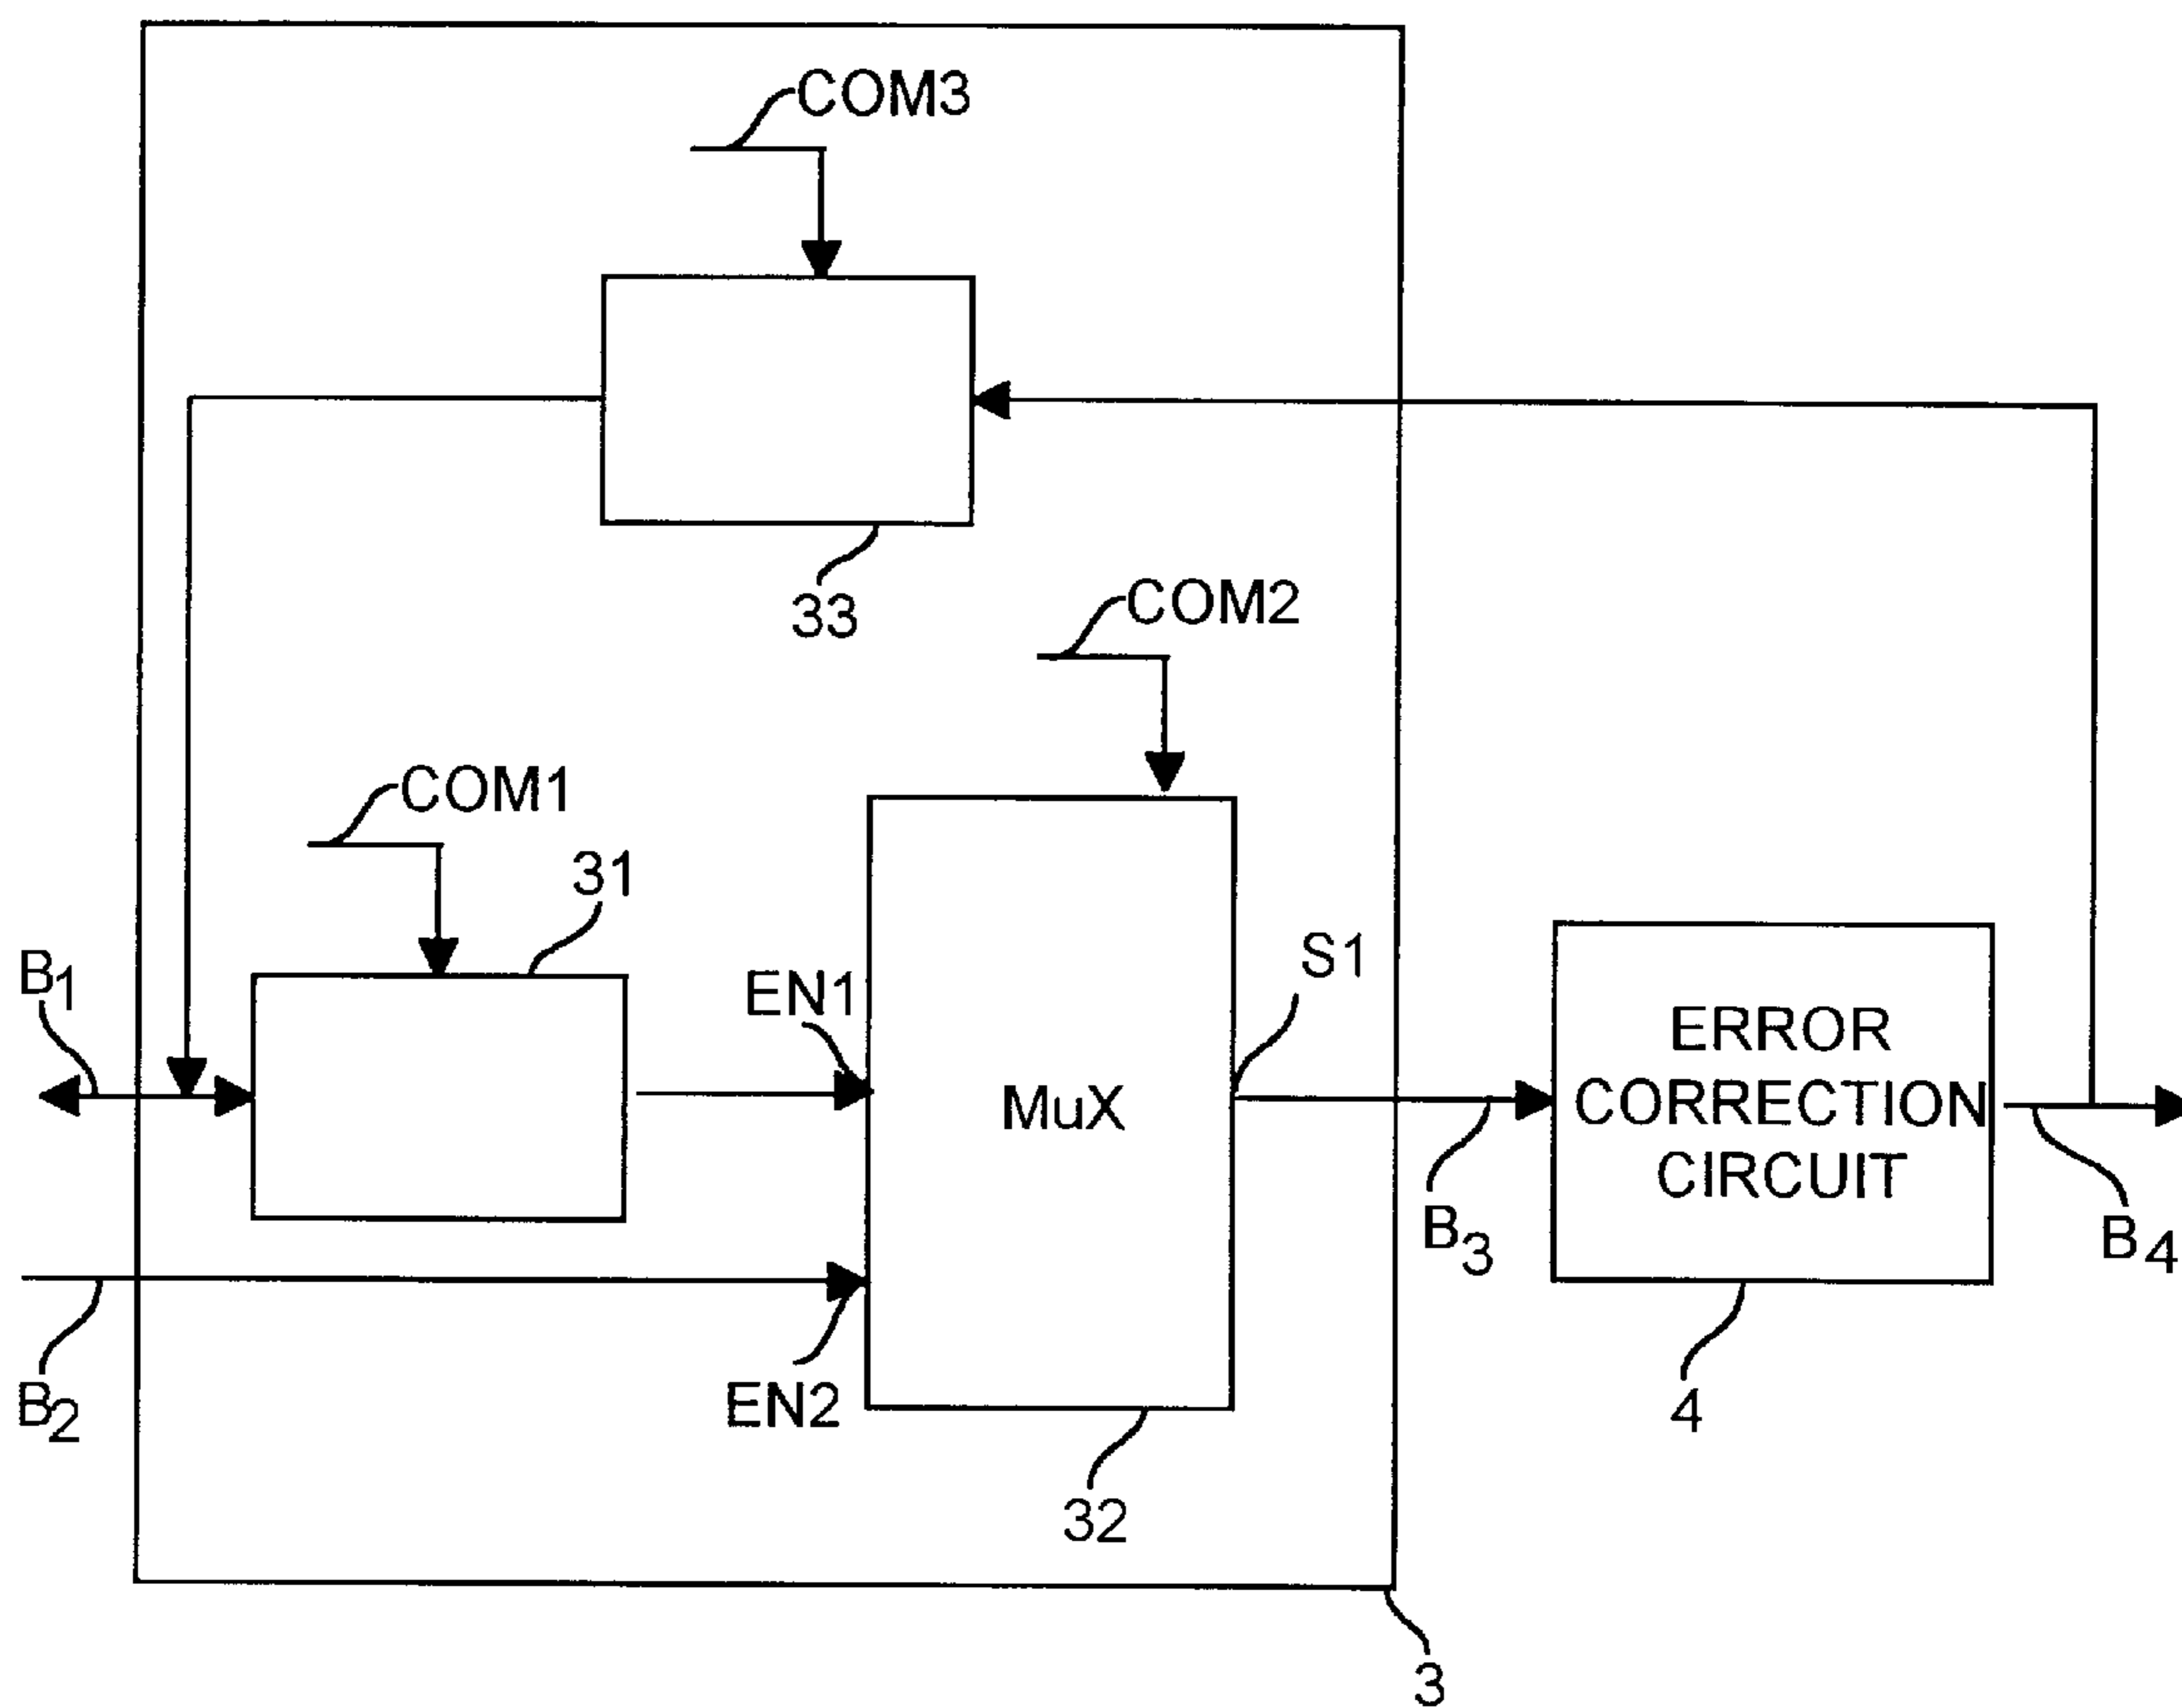 COM3
33
COM2
COM1
31
B1
EN1
S1
MuX
ERROR
CORRECTION
CIRCUIT
B3
B4
B2
EN2
4
32
3